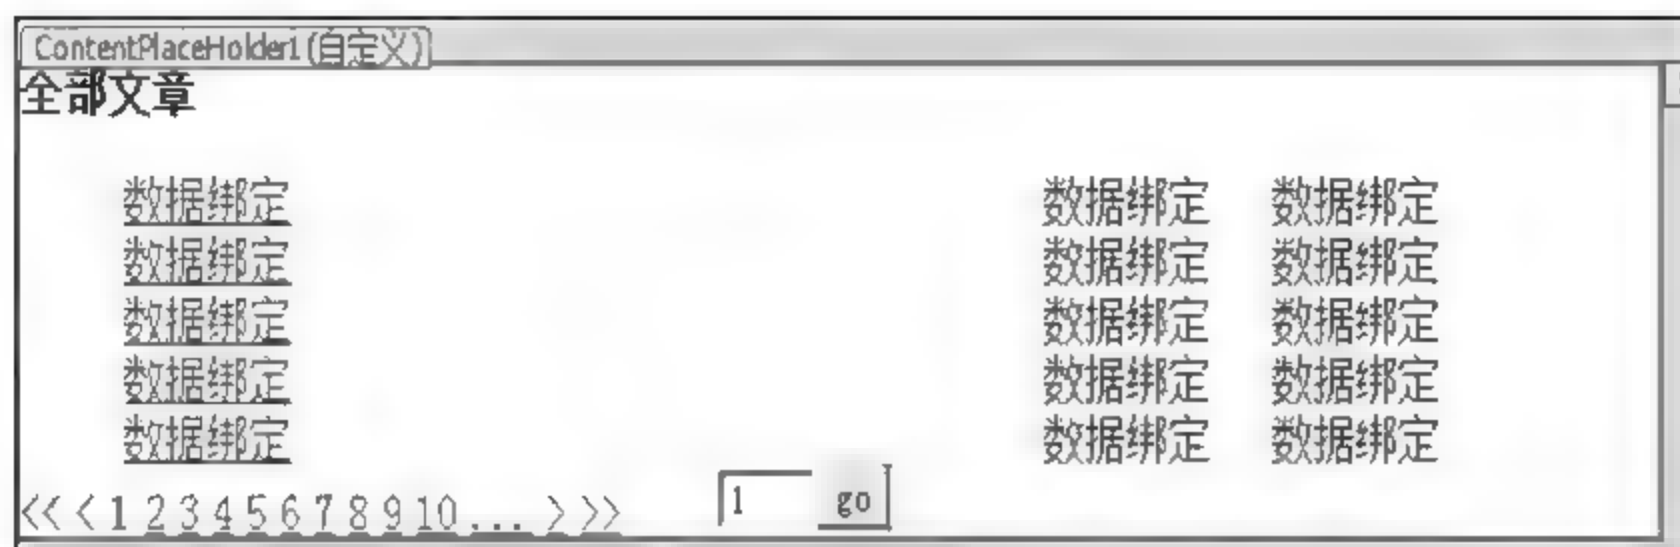 ContentPlaceHolder1(自定义)
全部文章
数据绑定 数据绑定 数据绑定
数据绑定 数据绑定 数据绑定
数据绑定 数据绑定 数据绑定
数据绑定 数据绑定 数据绑定
数据绑定 数据绑定 数据绑定
<< < 1 2 3 4 5 6 7 8 9 10 ... > >> 1 go